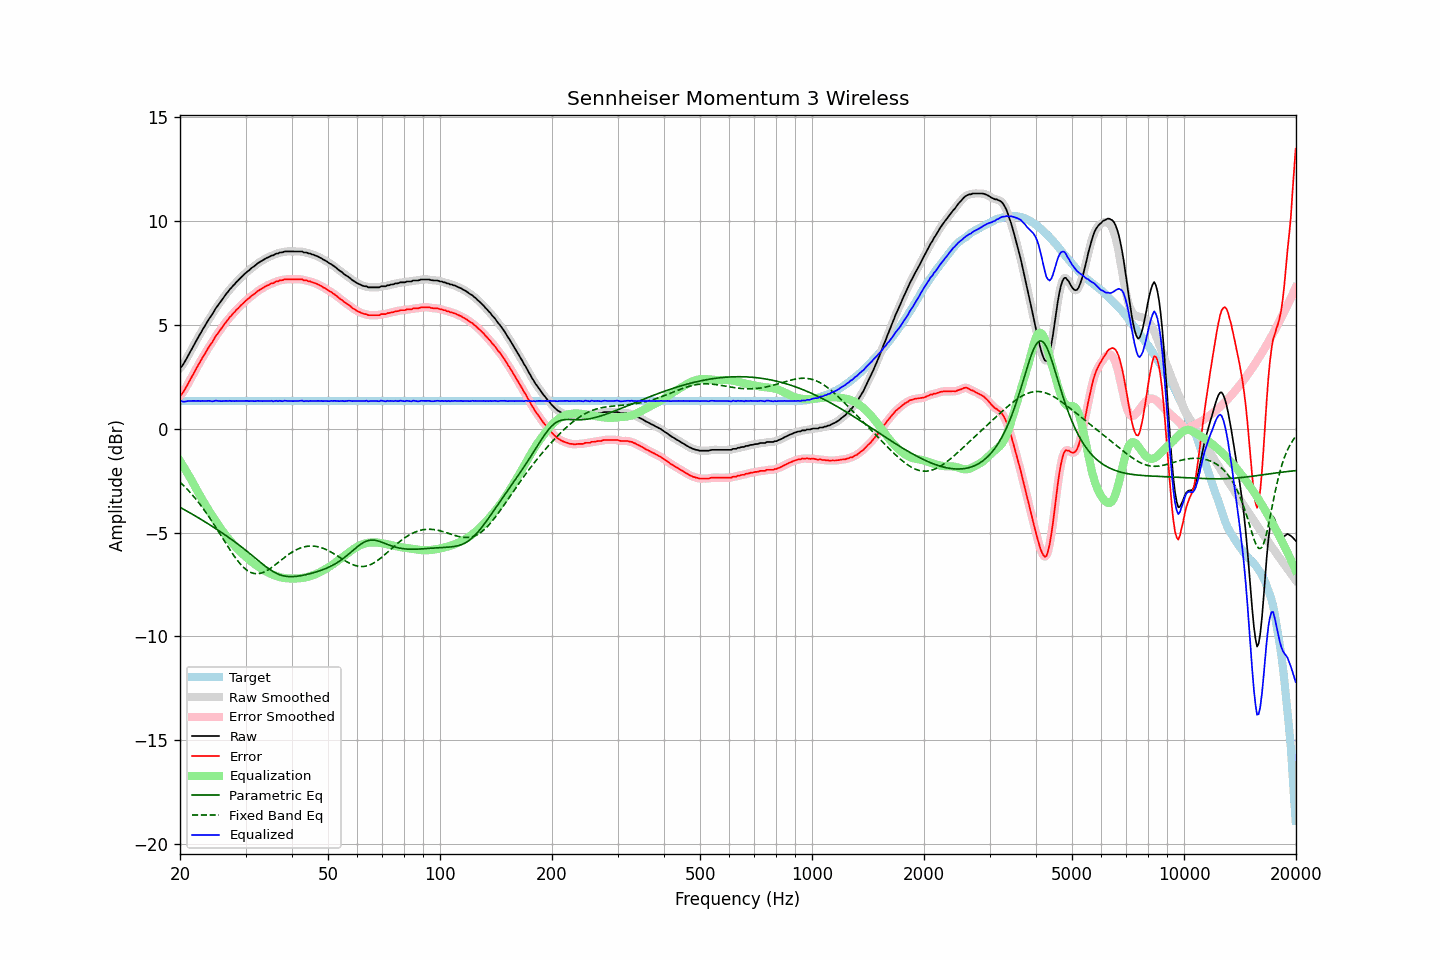 Sennheiser Momentum 3 Wireless
Amplitude (dBr)
15
10
5
0
−5
−10
−15
−20
Target
Raw Smoothed
Error Smoothed
Raw
Error
Equalization
Parametric Eq
Fixed Band Eq
Equalized
20 50 100 200 500 1000 2000 5000 10000 20000
Frequency (Hz)